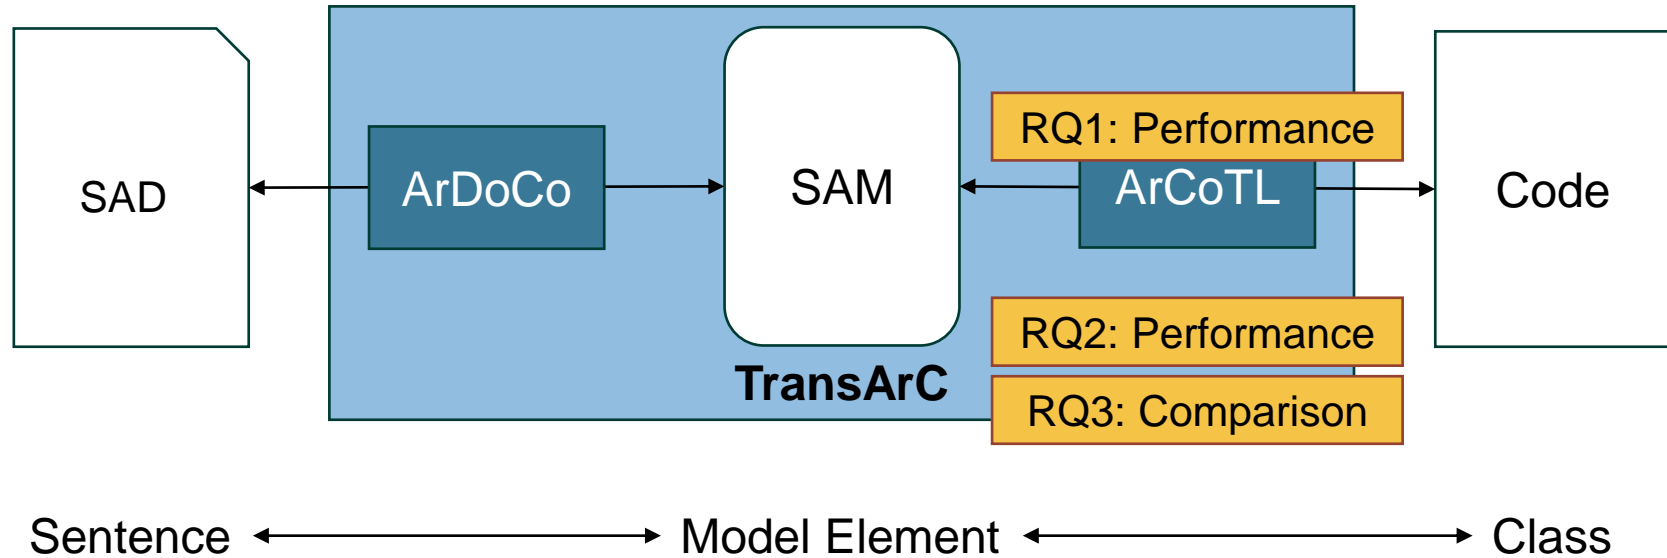 SAD
ArDoCo
SAM
RQ1: Performance
ArCoTL
Code
RQ2: Performance
TransArC
RQ3: Comparison
Sentence
Model Element
Class